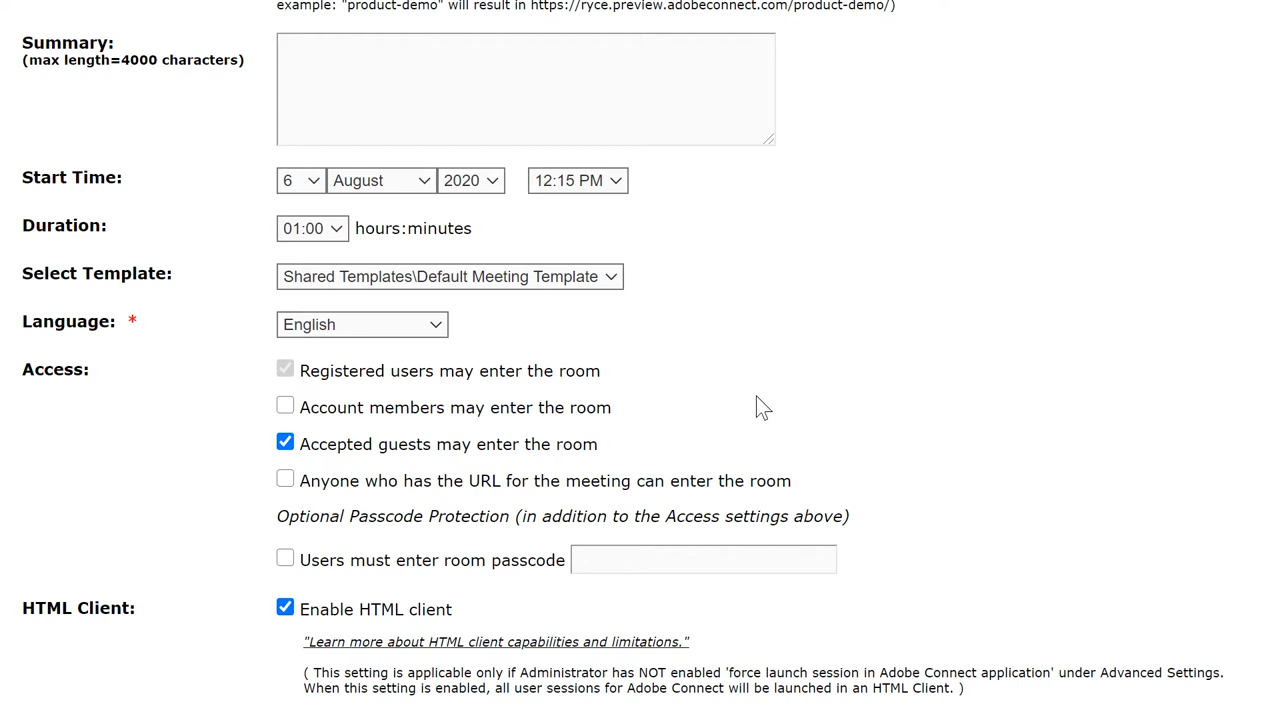 example: "product-demo" will result in https://ryce.preview.adobeconnect.com/product-demo/)
Summary:
(max length=4000 characters)
Start Time: 6 August 2020 12:15 PM
Duration: 01:00 hours:minutes
Select Template: Shared Templates\Default Meeting Template
Language: * English
Access: Registered users may enter the room
Account members may enter the room
Accepted guests may enter the room
Anyone who has the URL for the meeting can enter the room
Optional Passcode Protection (in addition to the Access settings above)
Users must enter room passcode
HTML Client: Enable HTML client
"Learn more about HTML client capabilities and limitations."
( This setting is applicable only if Administrator has NOT enabled 'force launch session in Adobe Connect application' under Advanced Settings.
When this setting is enabled, all user sessions for Adobe Connect will be launched in an HTML Client. )